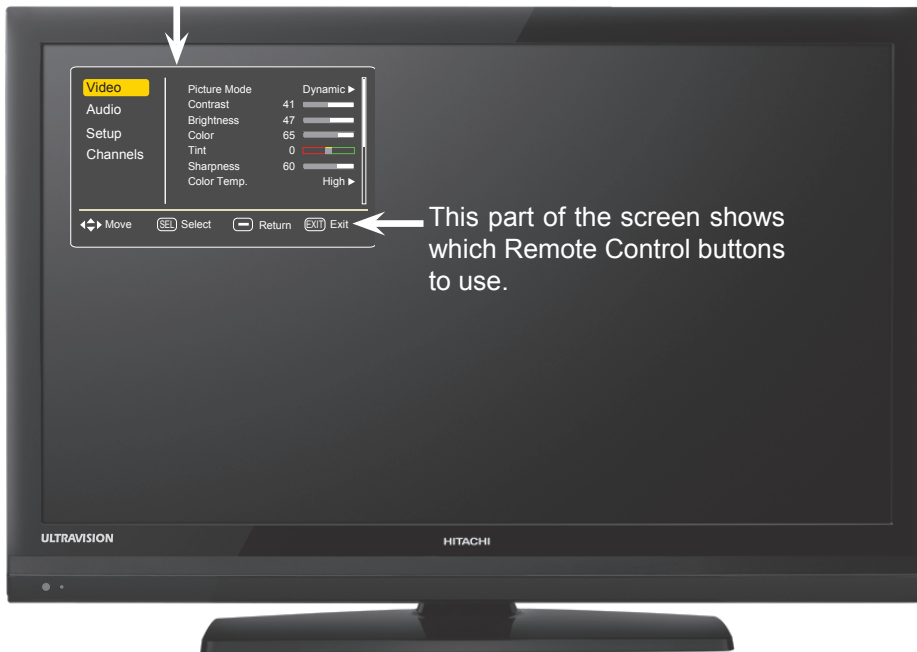 Video
Audio
Setup
Channels
Picture Mode Dynamic
Contrast 41
Brightness 47
Color 65
Tint 0
Sharpness 60
Color Temp. High
Move SEL Select Return EXIT Exit
This part of the screen shows
which Remote Control buttons
to use.
ULTRAVISION
HITACHI